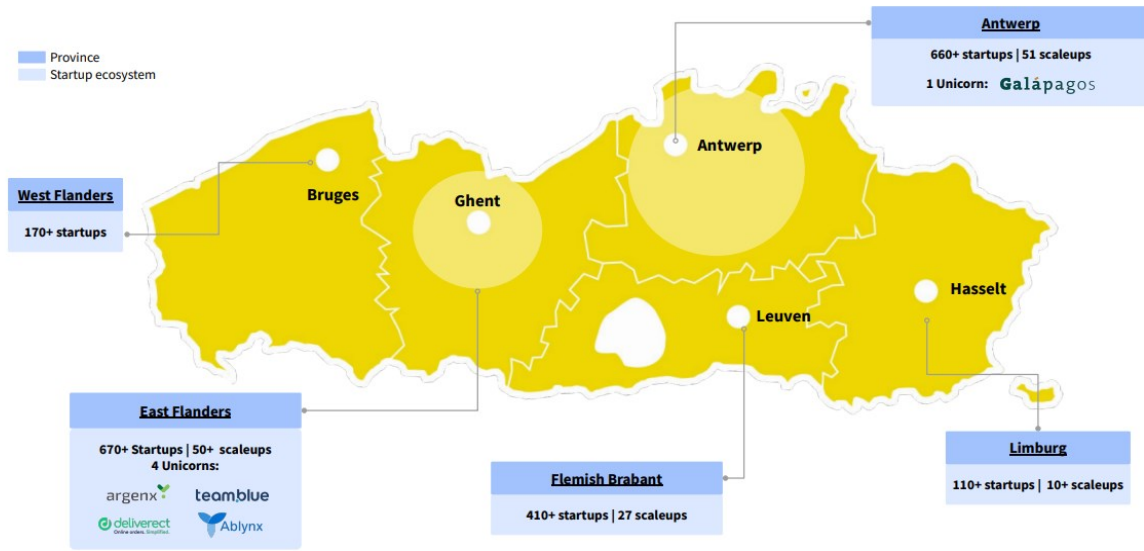 Province
Startup ecosystem
Antwerp
660+ startups | 51 scaleups
1 Unicorn: Galápagos
Antwerp
Bruges
Ghent
West Flanders
170+ startups
Hasselt
Leuven
East Flanders
670+ Startups | 50+ scaleups
4 Unicorns:
argenx team.blue
deliverect Ablynx
Online orders. Simplified.
Flemish Brabant
410+ startups | 27 scaleups
Limburg
110+ startups | 10+ scaleups